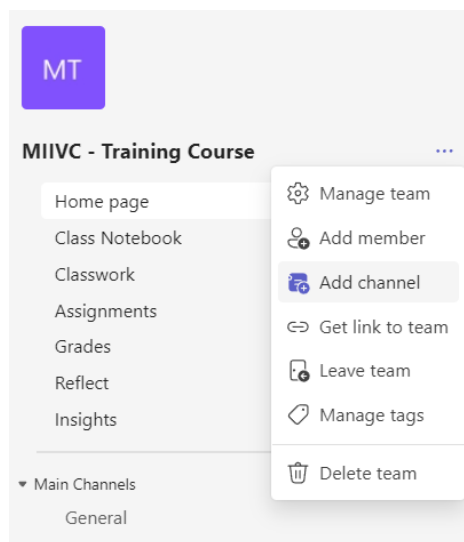 MT
MIIVC - Training Course
Home page
Class Notebook
Classwork
Assignments
Grades
Reflect
Insights
Main Channels
General
Manage team
Add member
Add channel
Get link to team
Leave team
Manage tags
Delete team